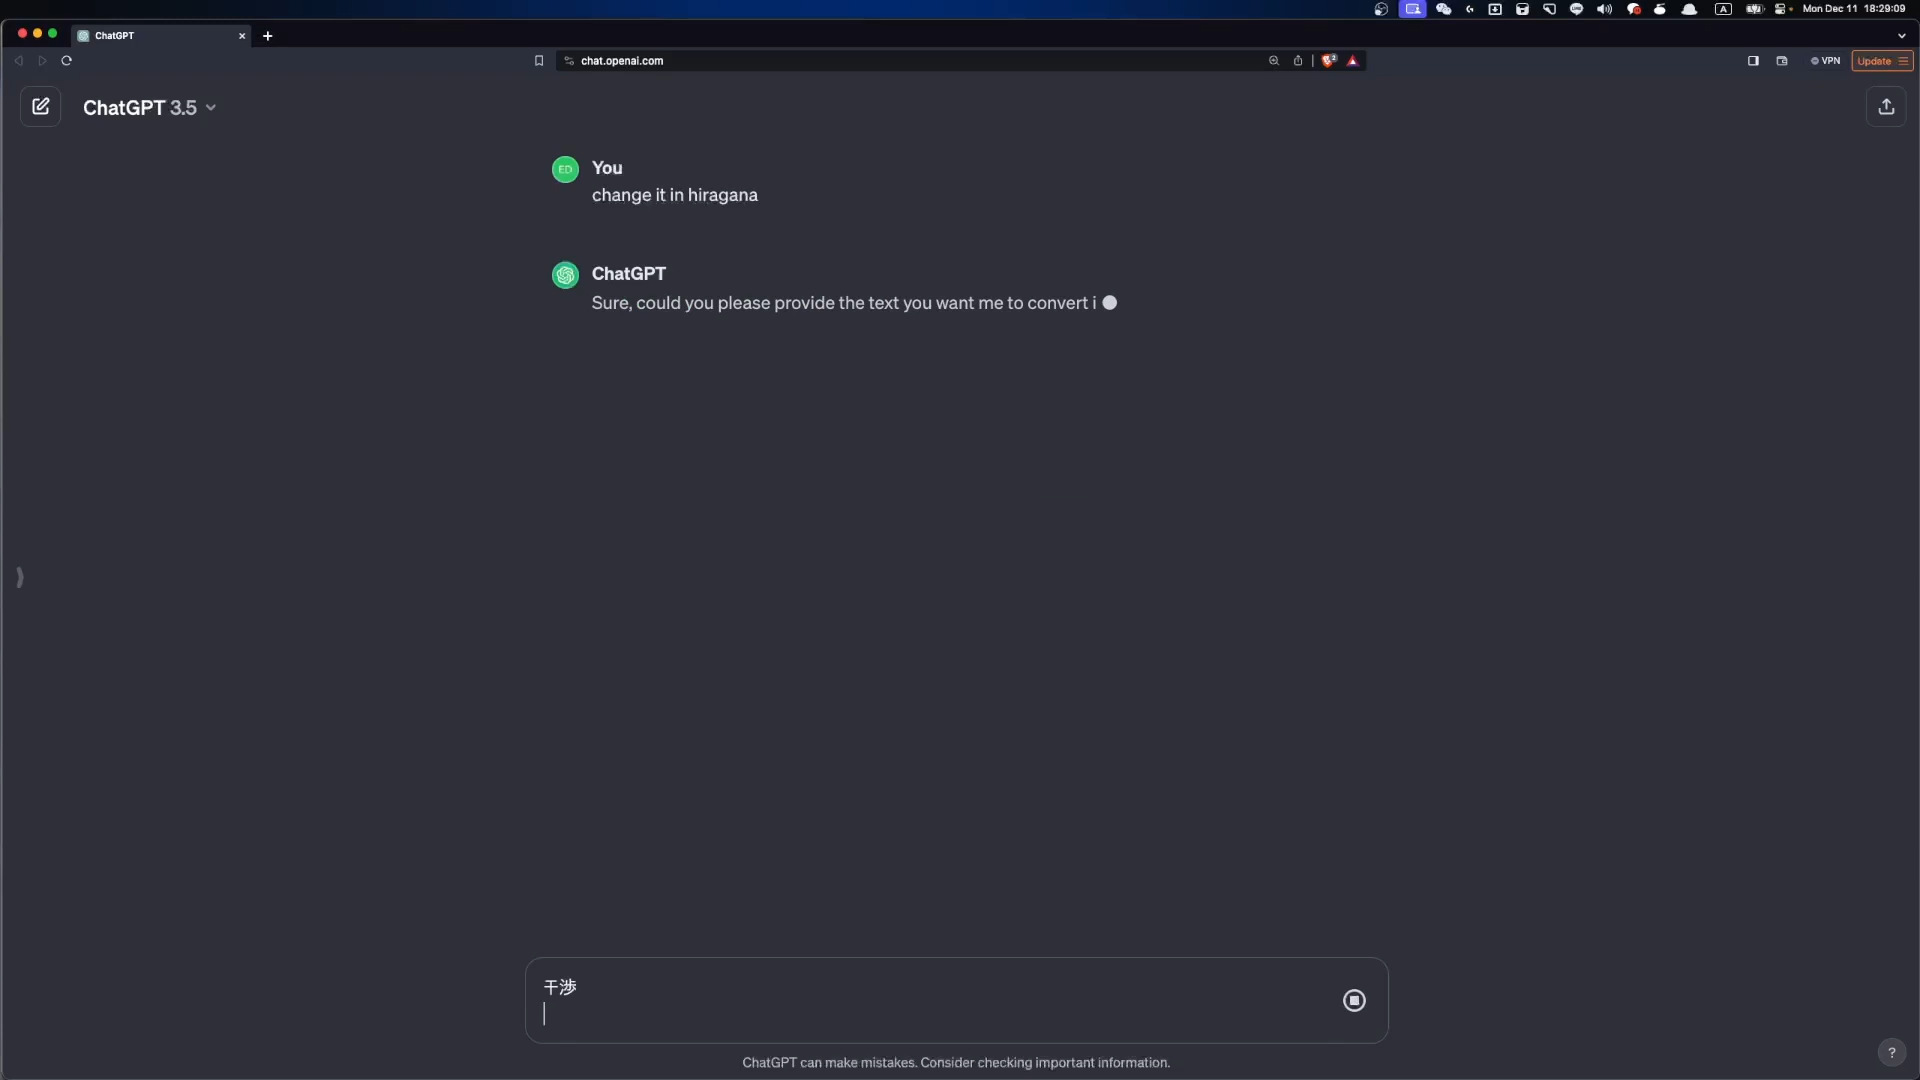 Mon Dec 11 18:29:09
ChatGPT
chat.openai.com
VPN
Update
ChatGPT 3.5
ED
You
change it in hiragana
ChatGPT
Sure, could you please provide the text you want me to convert i
干渉
ChatGPT can make mistakes. Consider checking important information.
?